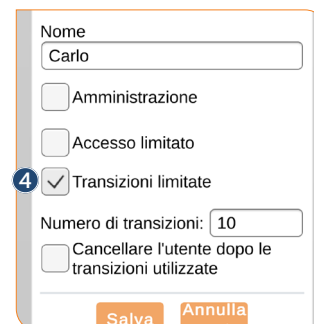 Nome
Carlo
Amministrazione
Accesso limitato
4 Transizioni limitate
Numero di transizioni: 10
Cancellare l'utente dopo le
transizioni utilizzate
Salva Annulla